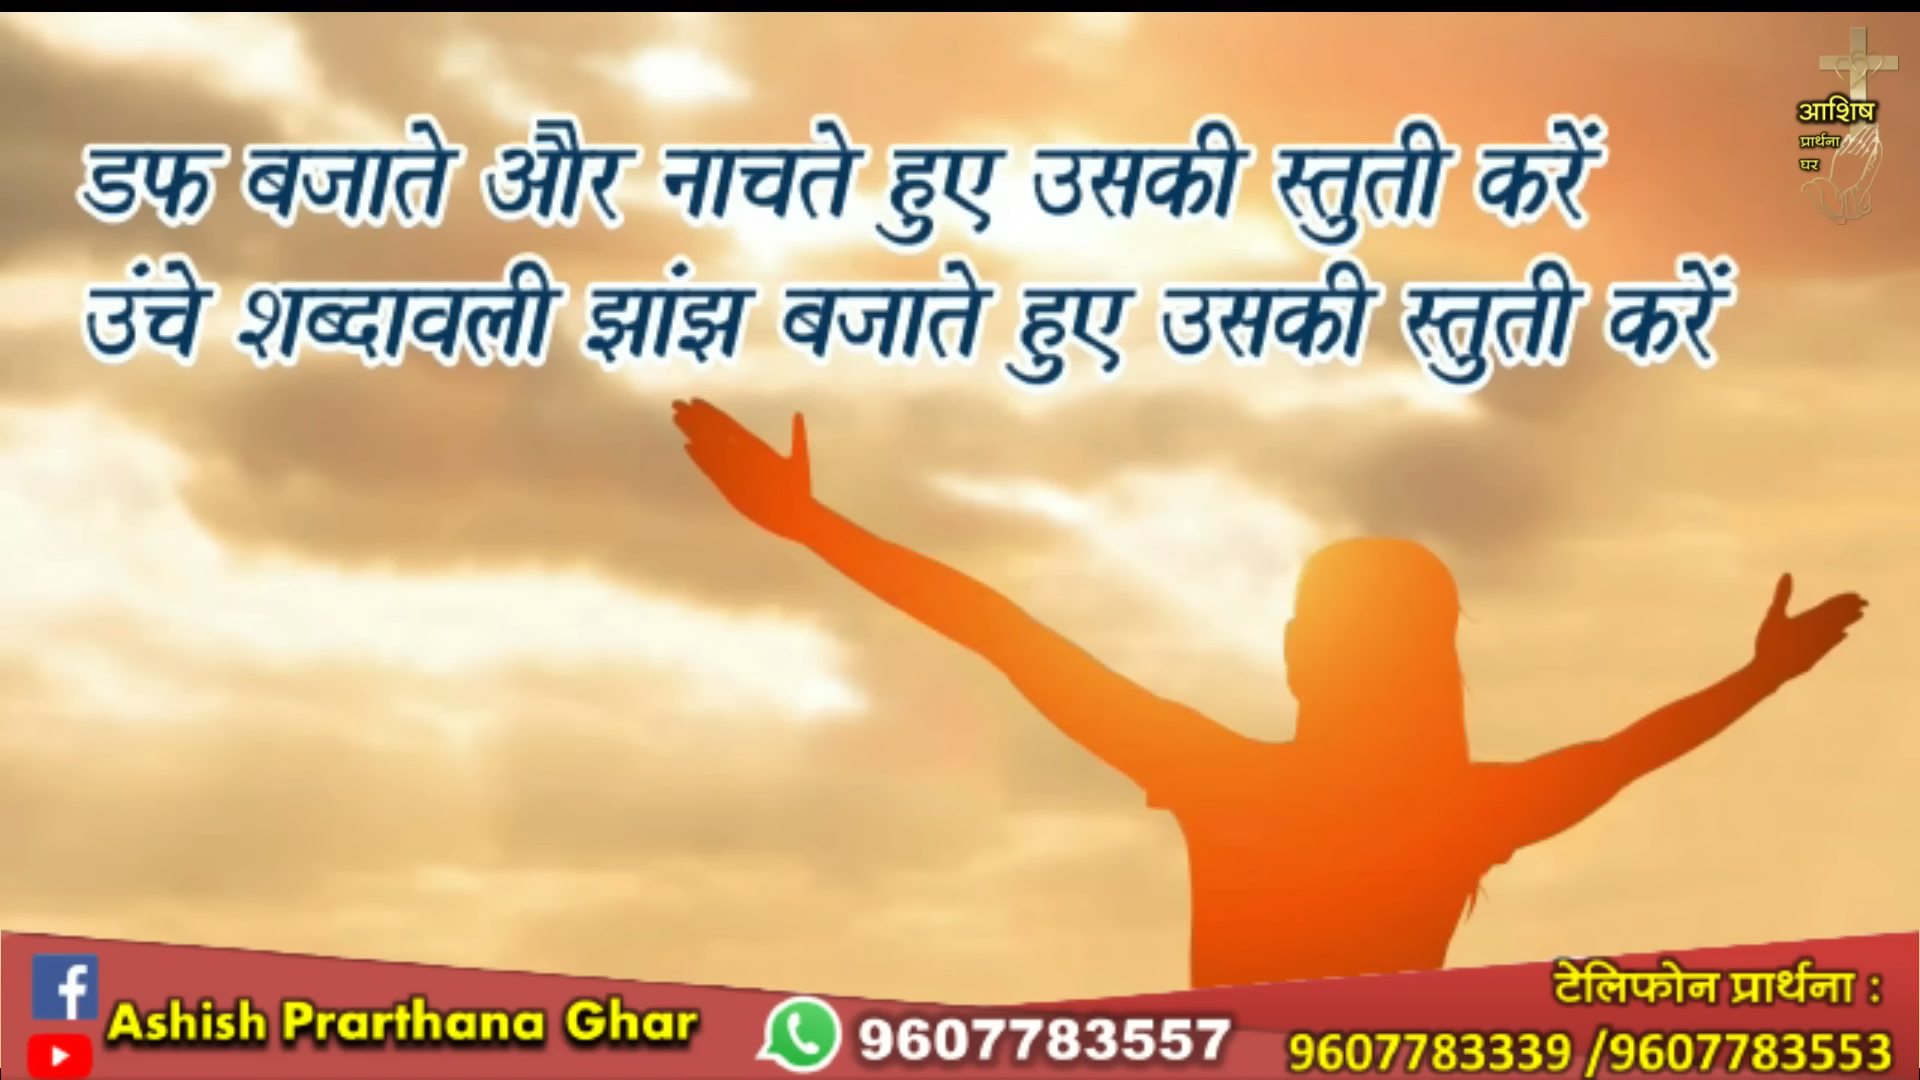 डफ बजाते और नाचते हुए उसकी स्तुती करें
उंचे शब्दावली झांझ बजाते हुए उसकी स्तुती करें
आशिष
प्रार्थना
घर
Ashish Prarthana Ghar
9607783557
टेलिफोन प्रार्थना :
9607783339 /9607783553